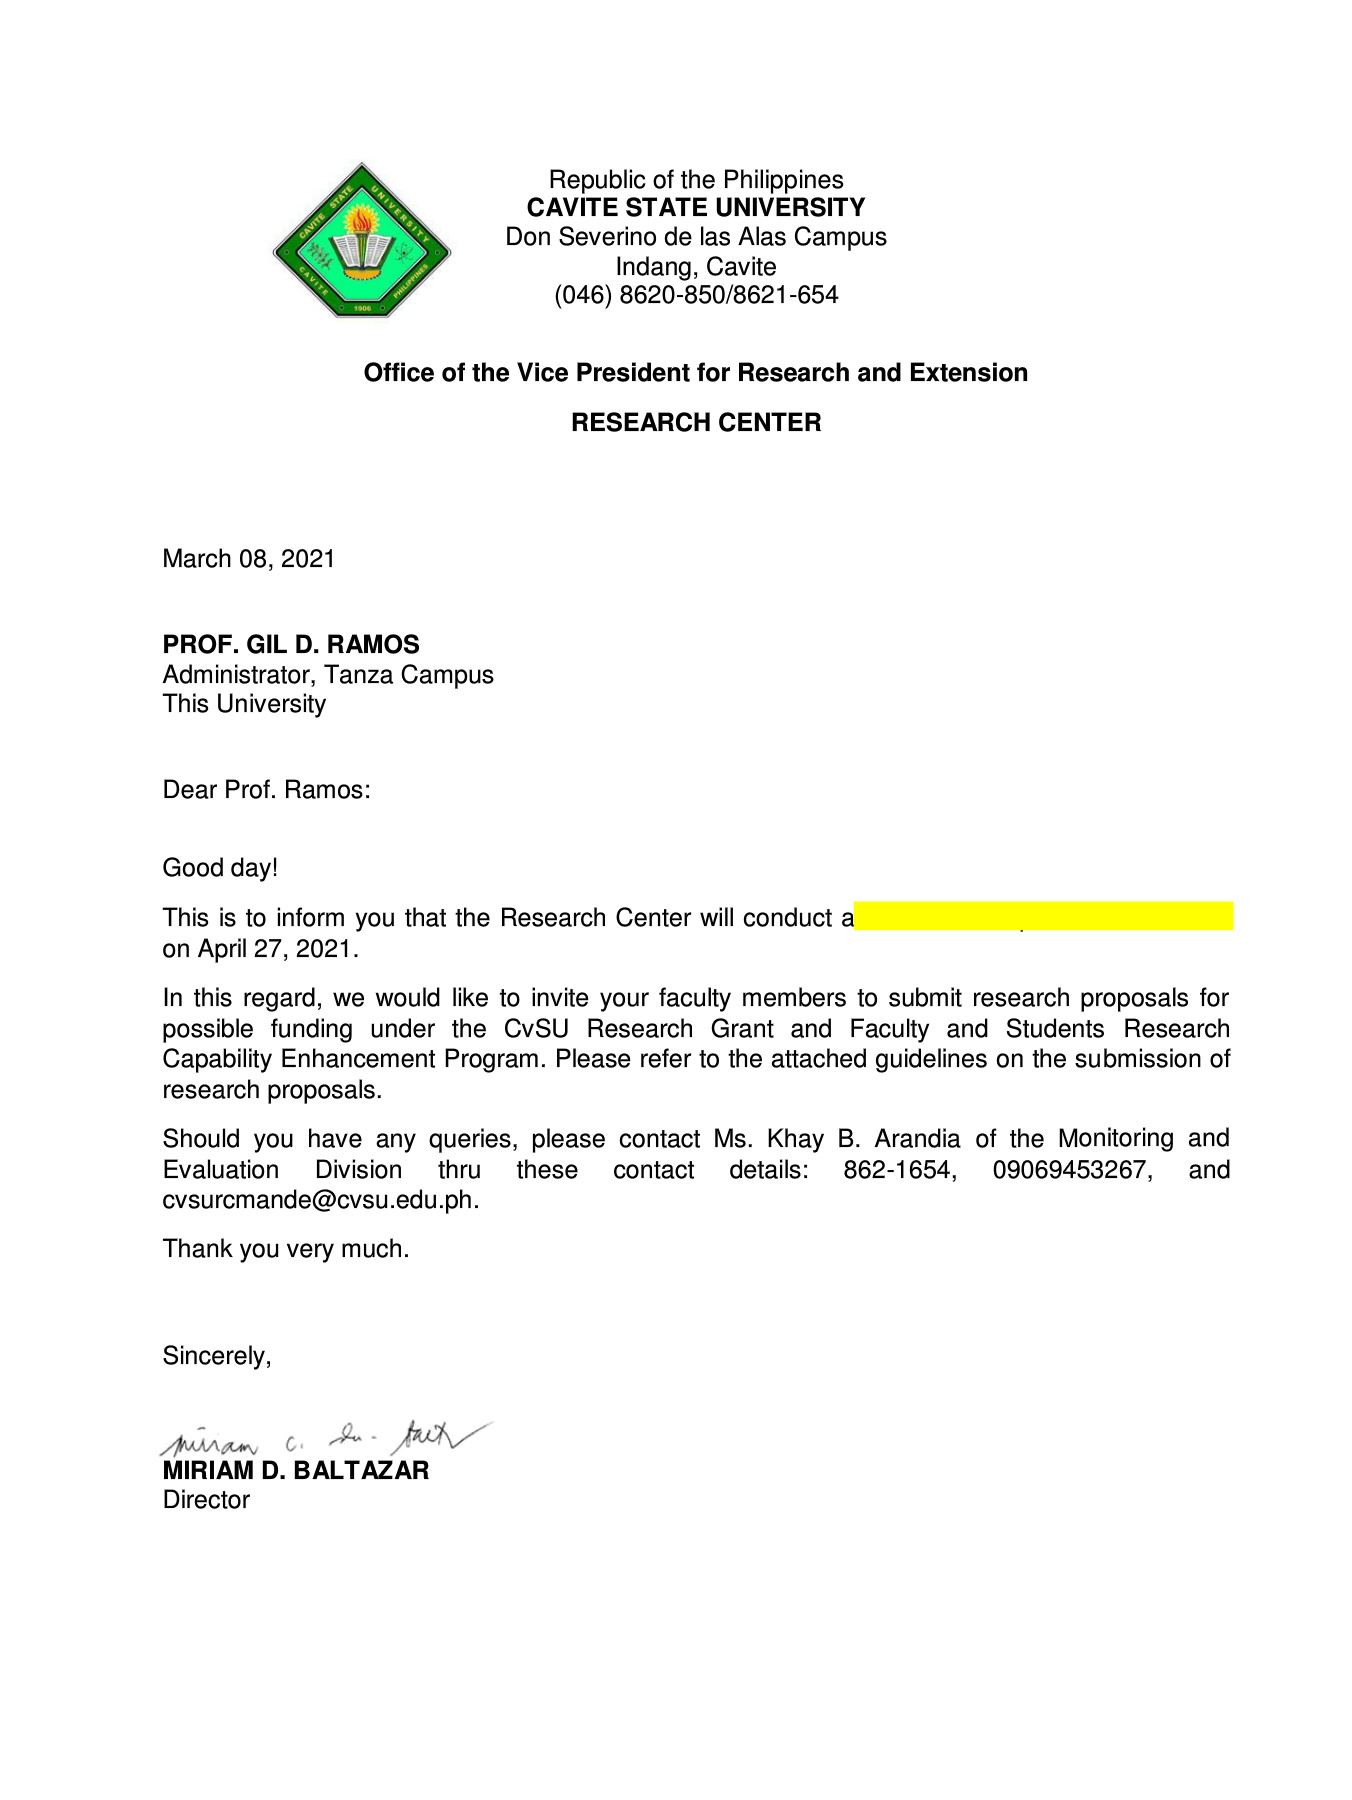 CAVITE STATE UNIVERSITY
CAVITE PHILIPPINES
1906
Republic of the Philippines
CAVITE STATE UNIVERSITY
Don Severino de las Alas Campus
Indang, Cavite
(046) 8620-850/8621-654
Office of the Vice President for Research and Extension
RESEARCH CENTER
March 08, 2021
PROF. GIL D. RAMOS
Administrator, Tanza Campus
This University
Dear Prof. Ramos:
Good day!
This is to inform you that the Research Center will conduct a
on April 27, 2021.
In this regard, we would like to invite your faculty members to submit research proposals for
possible funding under the CvSU Research Grant and Faculty and Students Research
Capability Enhancement Program. Please refer to the attached guidelines on the submission of
research proposals.
Should you have any queries, please contact Ms. Khay B. Arandia of the Monitoring and
Evaluation Division thru these contact details: 862-1654, 09069453267, and
cvsurcmande@cvsu.edu.ph.
Thank you very much.
Sincerely,
MIRIAM D. BALTAZAR
Director